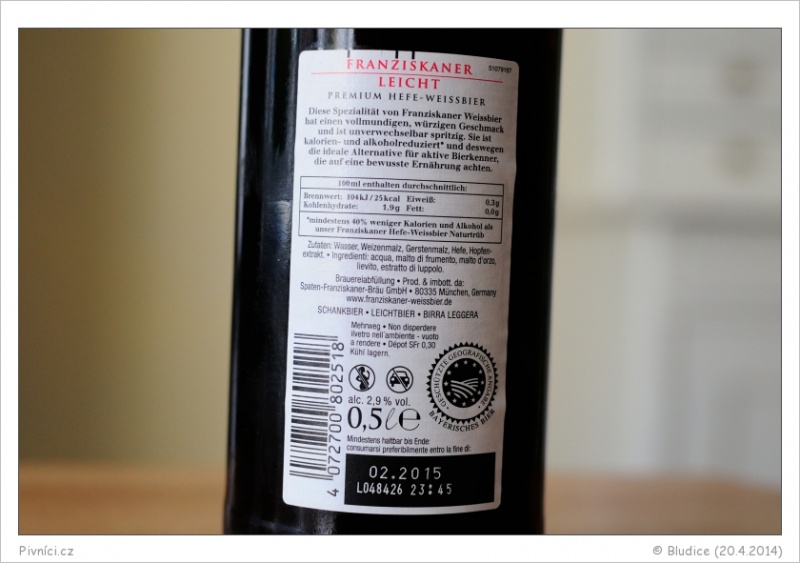 FRANZISKANER
51079187
LEICHT
PREMIUM HEFE-WEISSBIER
Diese Spezialität von Franziskaner Weissbier
hat einen vollmundigen, würzigen Geschmack
und ist unverwechselbar spritzig. Sie ist
kalorien- und alkoholreduziert* und deswegen
die ideale Alternative für aktive Bierkenner,
die auf eine bewusste Ernährung achten.
100ml enthalten durchschnittlich:
Brennwert: 104kJ/25kcal Eiweiß: 0,3g
Kohlenhydrate: 1,9g Fett: 0,0g
*mindestens 40% weniger Kalorien und Alkohol als
unser Franziskaner Hefe-Weissbier Naturtrüb
Zutaten: Wasser, Weizenmalz, Gerstenmalz, Hefe, Hopfen-
extrakt. • Ingredienti: acqua, malto di frumento, malto d'orzo,
lievito, estratto di luppolo.
Brauereiabfüllung • Prod. & imbott. da:
Spaten-Franziskaner-Bräu GmbH • 80335 München, Germany
www.franziskaner-weissbier.de
SCHANKBIER • LEICHTBIER • BIRRA LEGGERA
Mehrweg • Non disperdere
ilvetro nell'ambiente - vuoto
a rendere • Dépot SFr 0,30
Kühl lagern.
4 072700 802518
GESCHÜTZTE GEOGRAFISCHE ANGABE
BAYERISCHES BIER
alc. 2,9 % vol.
0,5 l e
Mindestens haltbar bis Ende:
consumarsi preferibilmente entro la fine di:
02.2015
L048426 23:45
Pivníci.cz
© Bludice (20.4.2014)